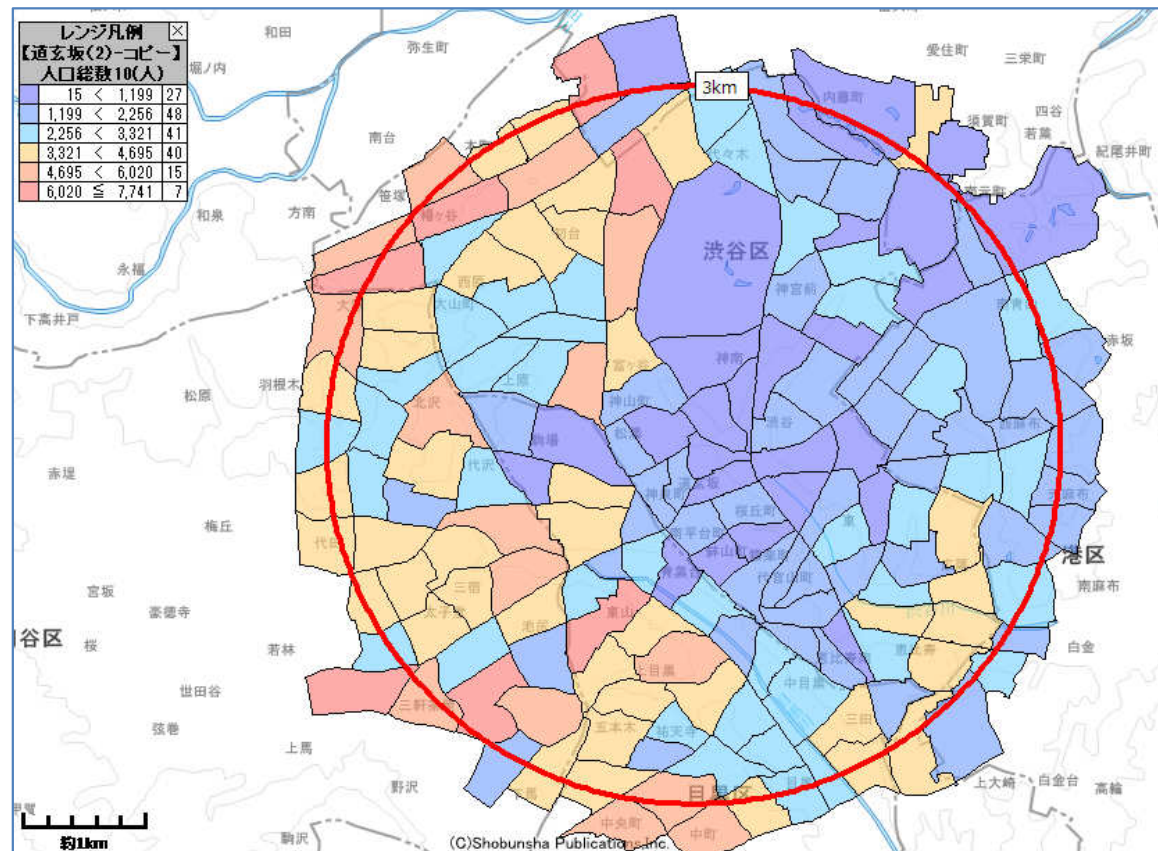 レンジ凡例
【道玄坂(2)-コピー】
人口総数10(人)
15 < 1,199 27
1,199 < 2,256 48
2,256 < 3,321 41
3,321 < 4,695 40
4,695 < 6,020 15
6,020 ≦ 7,741 7
3km
和田
弥生町
堀ノ内
愛住町
三栄町
内藤町
須賀町
四谷
若葉
紀尾井町
南台
代々木
笹塚
南元町
和泉
方南
幡ヶ谷
初台
永福
渋谷区
西原
神宮前
大山町
下高井戸
南青山
赤坂
羽根木
松原
上原
富ヶ谷
神南
北沢
神山町
渋谷
西麻布
松濤
駒場
代沢
赤堤
神泉町
道玄坂
元麻布
桜丘町
東
梅丘
代田
南平台町
鉢山町
青葉台
代官山町
広尾
港区
三宿
南麻布
宮坂
豪徳寺
太子堂
池尻
東山
桜
若林
恵比寿
白金
上目黒
中目黒
世田谷
三軒茶屋
三田
弦巻
五本木
祐天寺
上馬
野沢
下馬
目黒
目黒区
上大崎
白金台
高輪
中央町
中町
駒沢
約1km
(C)Shobunsha Publications,Inc.